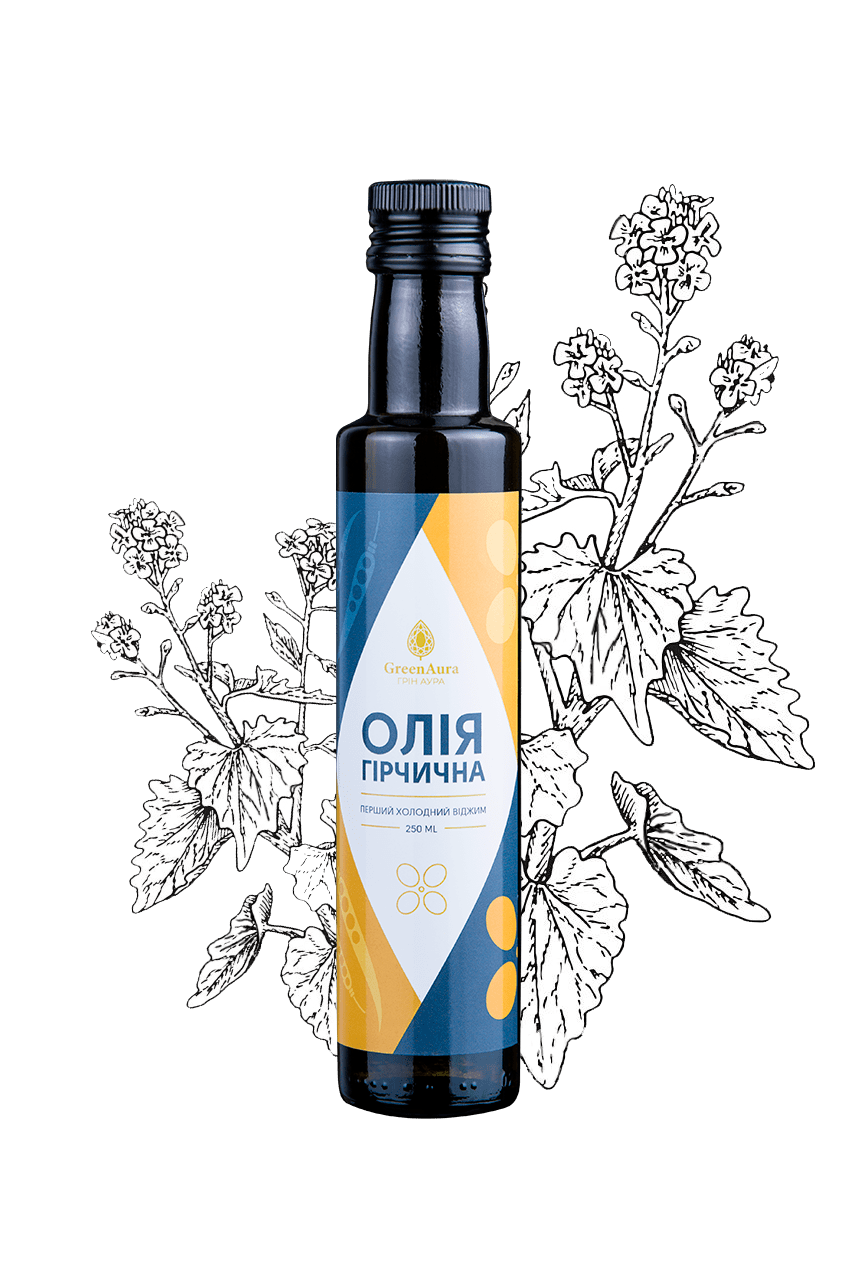 GreenAura
ГРІН АУРА
ОЛІЯ
ГІРЧИЧНА
ПЕРШИЙ ХОЛОДНИЙ ВІДЖИМ
250 ML